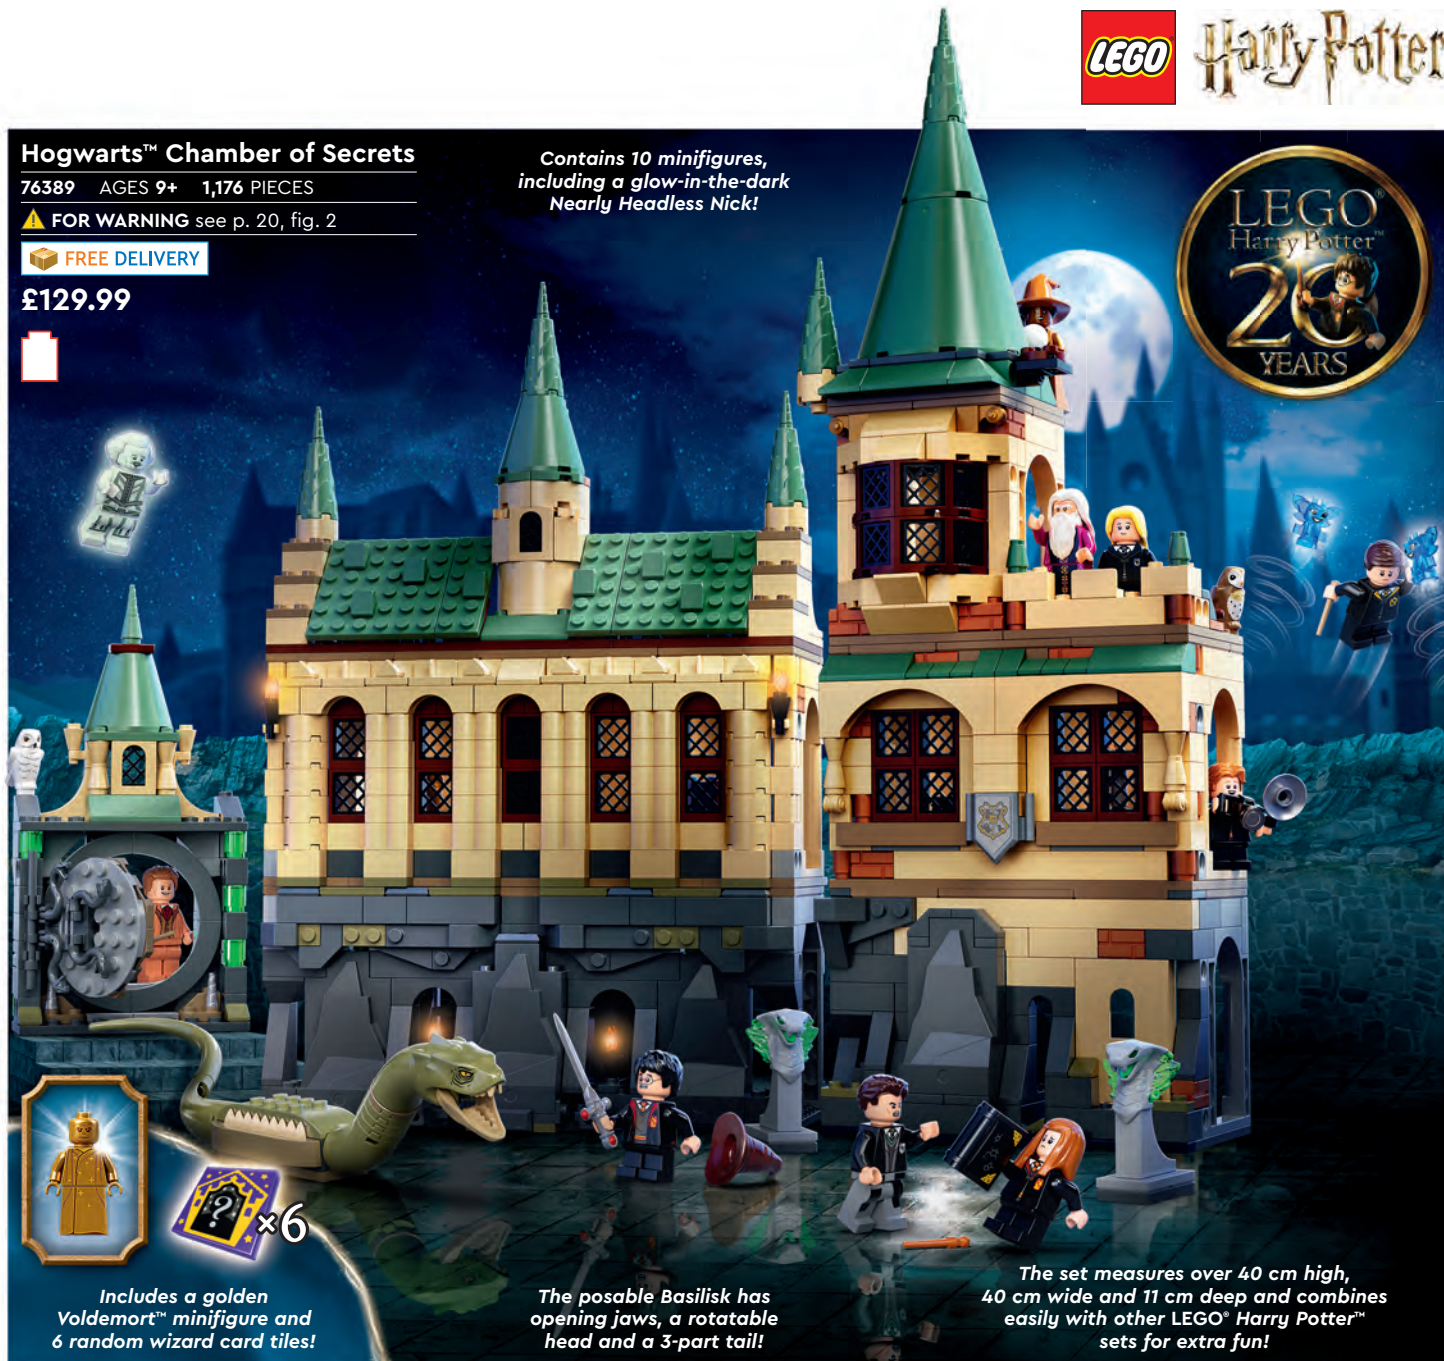 LEGO Harry Potter
Hogwarts™ Chamber of Secrets
76389 AGES 9+ 1,176 PIECES
FOR WARNING see p. 20, fig. 2
FREE DELIVERY
£129.99
Contains 10 minifigures,
including a glow-in-the-dark
Nearly Headless Nick!
LEGO®
Harry Potter™
20
YEARS
?
×6
Includes a golden
Voldemort™ minifigure and
6 random wizard card tiles!
The posable Basilisk has
opening jaws, a rotatable
head and a 3-part tail!
The set measures over 40 cm high,
40 cm wide and 11 cm deep and combines
easily with other LEGO® Harry Potter™
sets for extra fun!